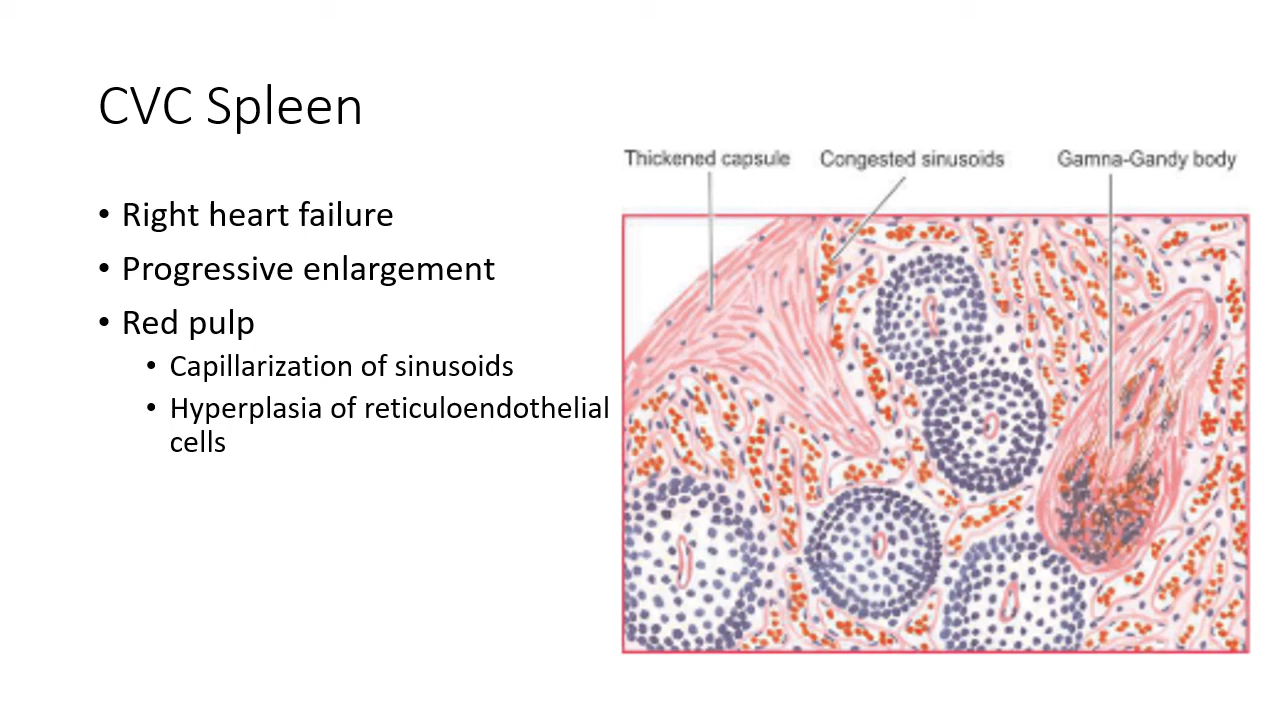 CVC Spleen
• Right heart failure
• Progressive enlargement
• Red pulp
• Capillarization of sinusoids
• Hyperplasia of reticuloendothelial
cells
Thickened capsule
Congested sinusoids
Gamna-Gandy body